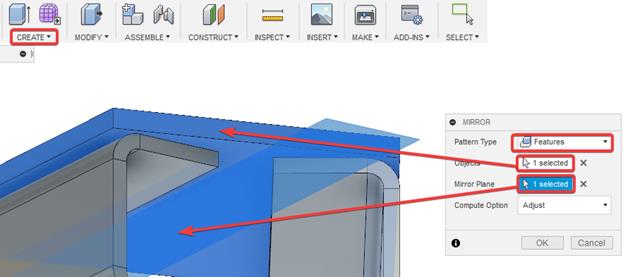 CREATE MODIFY ASSEMBLE CONSTRUCT INSPECT INSERT MAKE ADD-INS SELECT
MIRROR
Pattern Type Features
Objects 1 selected
Mirror Plane 1 selected
Compute Option Adjust
OK Cancel